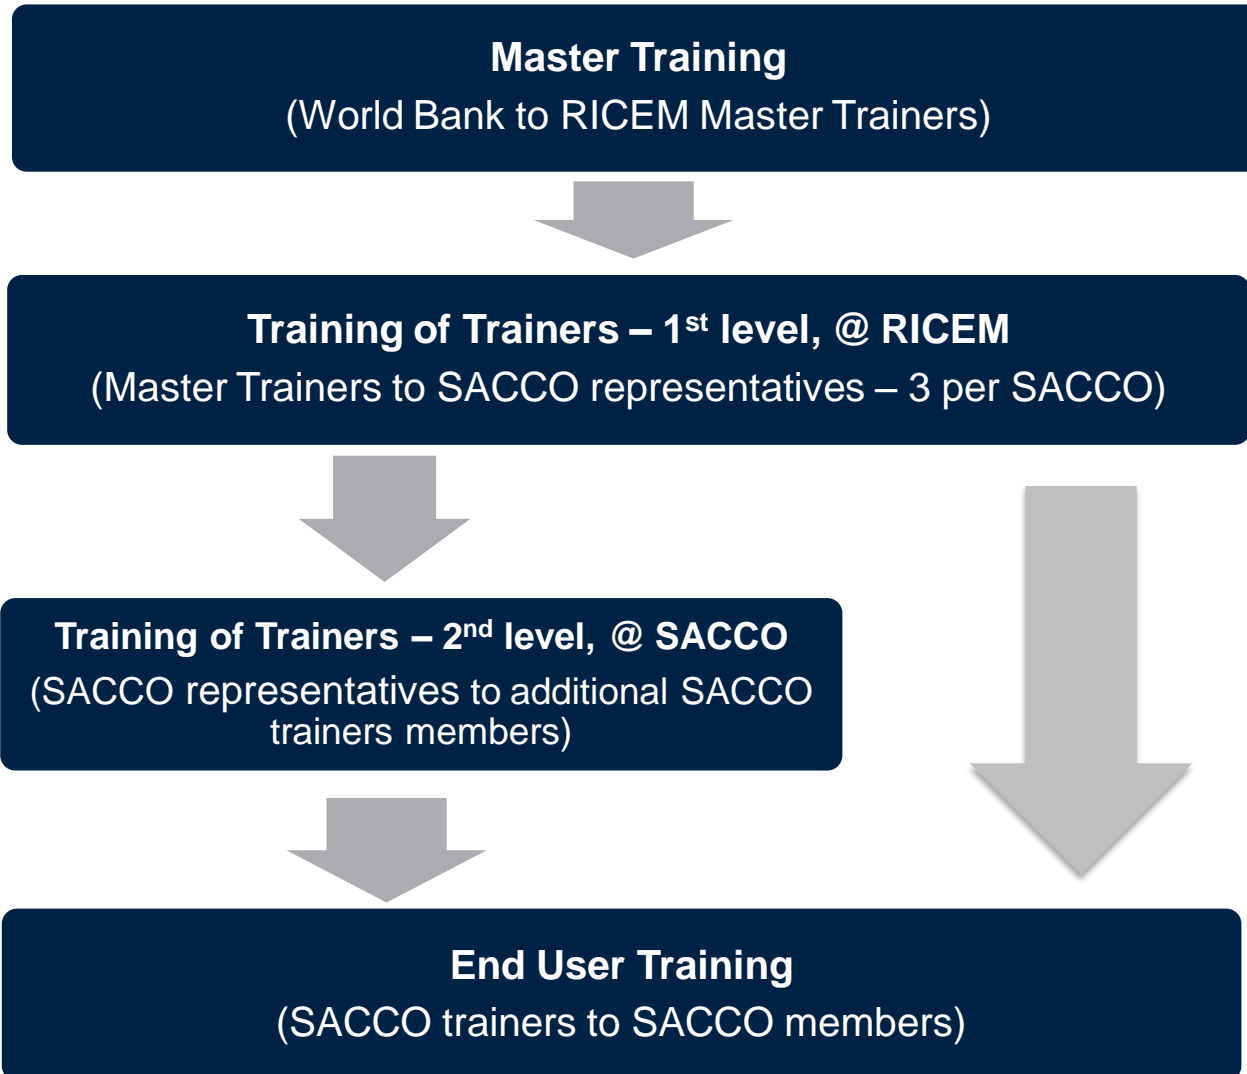 Master Training
(World Bank to RICEM Master Trainers)
Training of Trainers – 1st level, @ RICEM
(Master Trainers to SACCO representatives – 3 per SACCO)
Training of Trainers – 2nd level, @ SACCO
(SACCO representatives to additional SACCO
trainers members)
End User Training
(SACCO trainers to SACCO members)